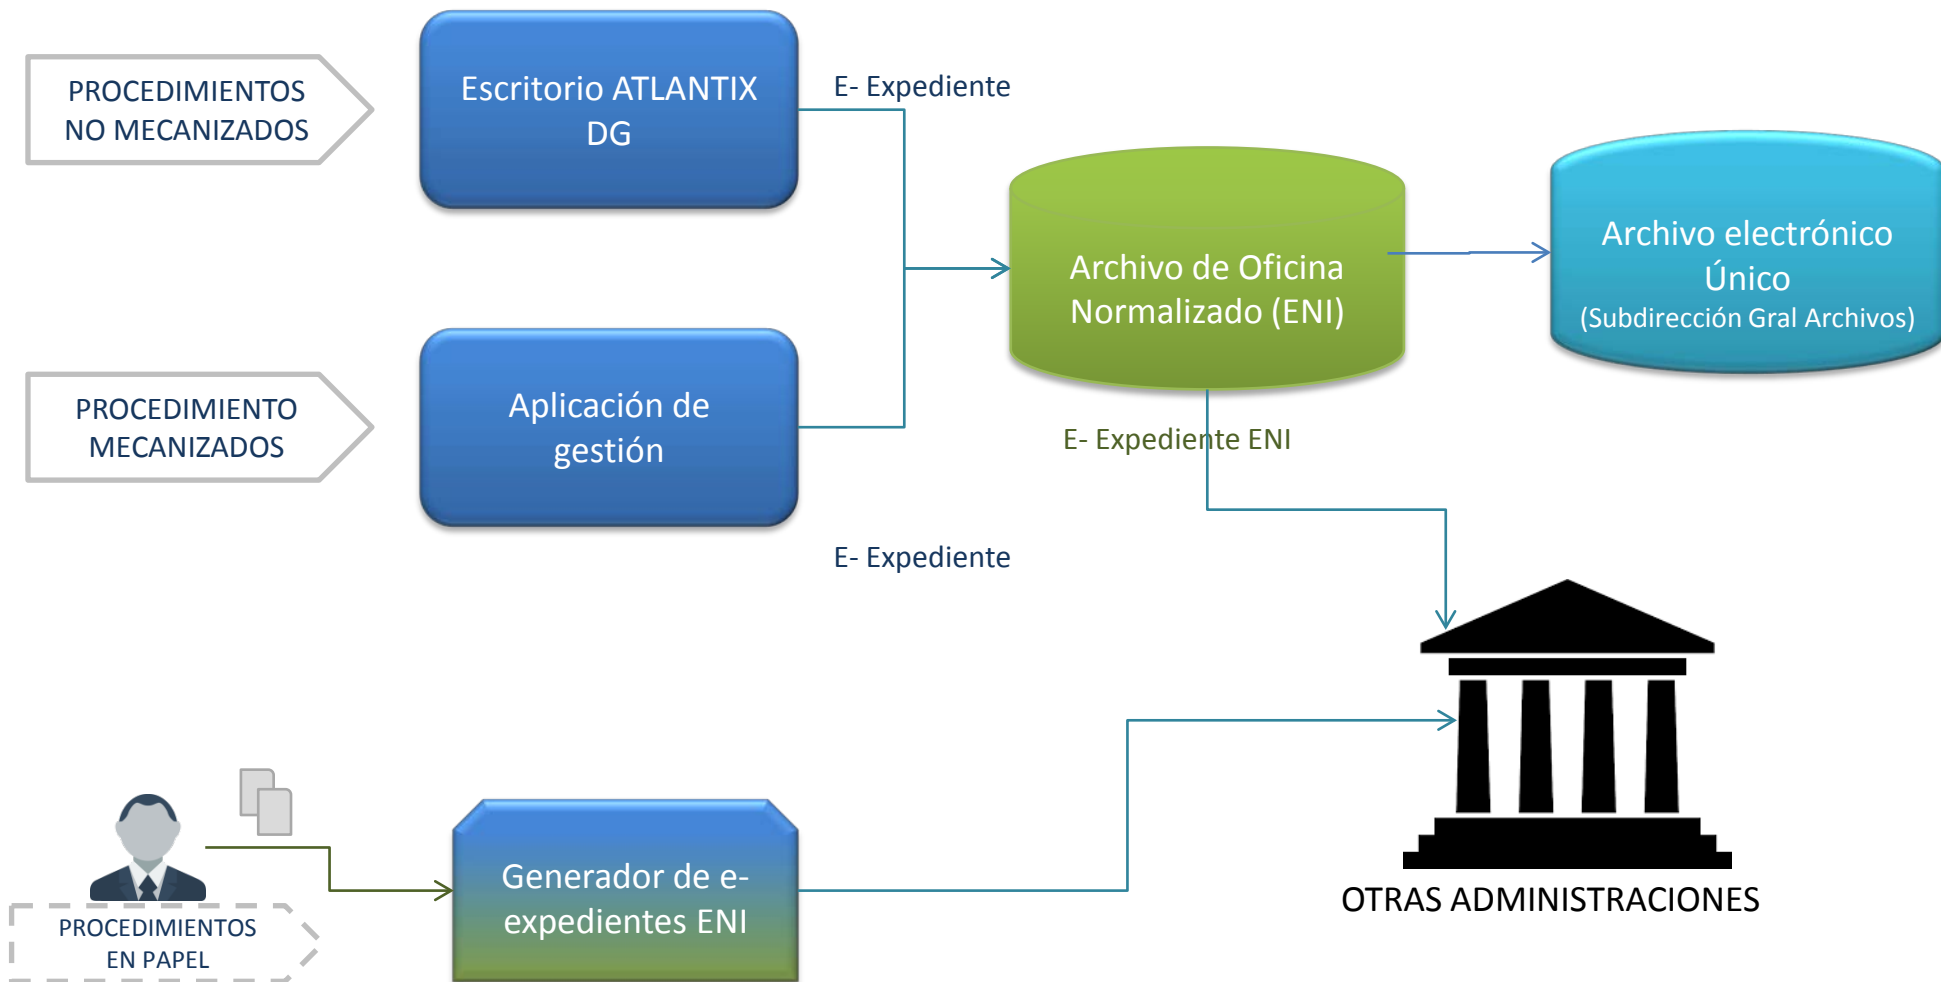 PROCEDIMIENTOS
NO MECANIZADOS
Escritorio ATLANTIX
DG
E- Expediente
Archivo de Oficina
Normalizado (ENI)
Archivo electrónico
Único
(Subdirección Gral Archivos)
PROCEDIMIENTO
MECANIZADOS
Aplicación de
gestión
E- Expediente ENI
E- Expediente
PROCEDIMIENTOS
EN PAPEL
Generador de e-
expedientes ENI
OTRAS ADMINISTRACIONES